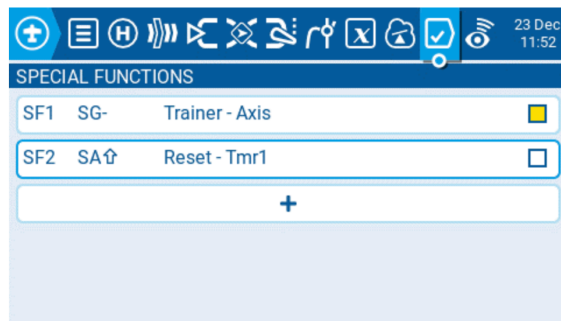 23 Dec
11:52
SPECIAL FUNCTIONS
SF1 SG- Trainer - Axis
SF2 SA⇧ Reset - Tmr1
+